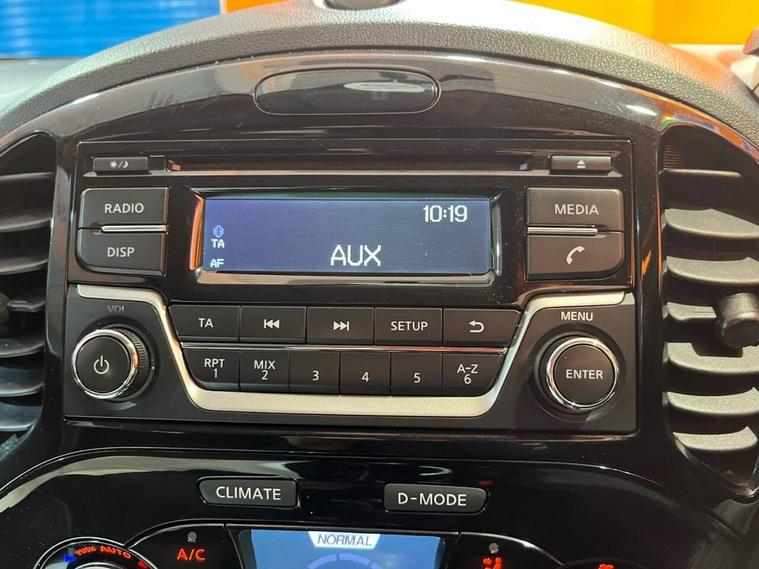 RADIO
MEDIA
10:19
TA
DISP
AUX
AF
VOL
TA
SETUP
MENU
RPT MIX A-Z
1 2 3 4 5 6
ENTER
CLIMATE
D-MODE
NORMAL
AUTO
A/C